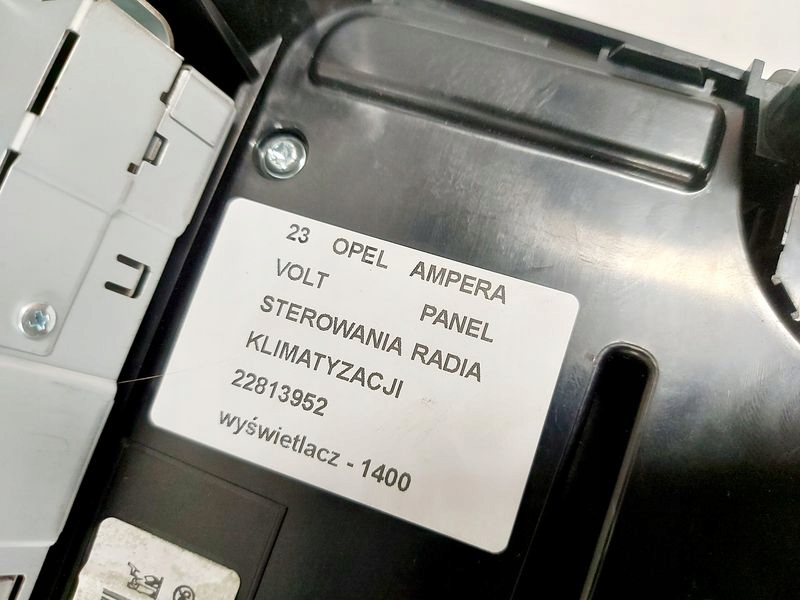 23 OPEL AMPERA
VOLT PANEL
STEROWANIA RADIA
KLIMATYZACJI
22813952
wyświetlacz - 1400